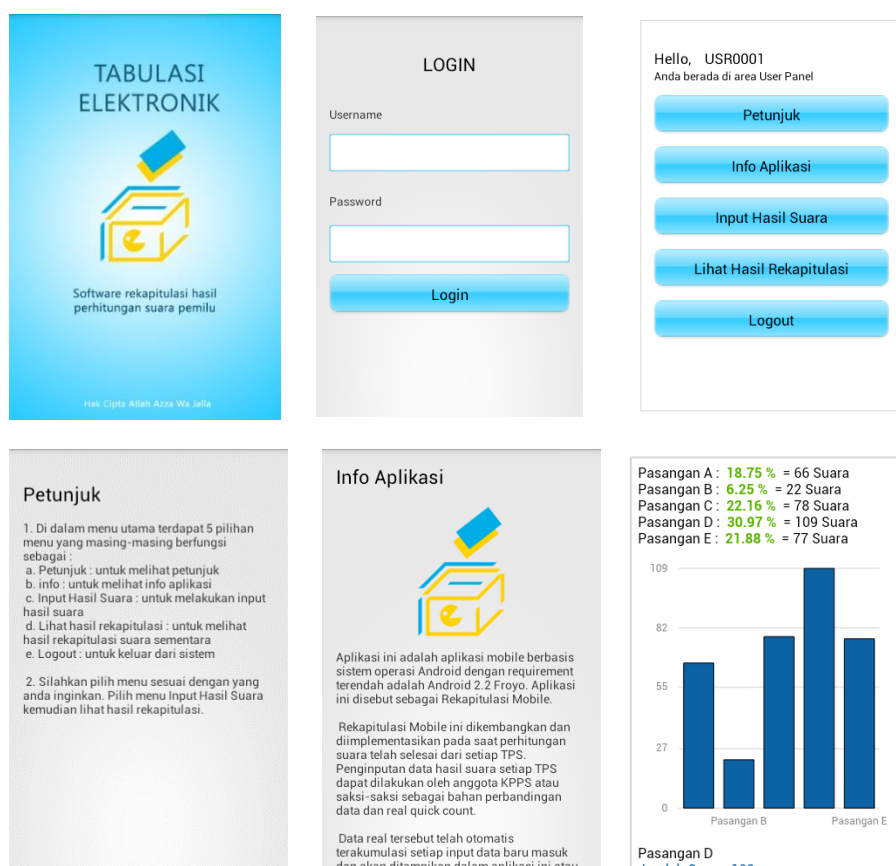 TABULASI
ELEKTRONIK
Software rekapitulasi hasil
perhitungan suara pemilu
Hak Cipta Allah Azza Wa Jalla
LOGIN
Username
Password
Login
Hello, USR0001
Anda berada di area User Panel
Petunjuk
Info Aplikasi
Input Hasil Suara
Lihat Hasil Rekapitulasi
Logout
Petunjuk
1. Di dalam menu utama terdapat 5 pilihan
menu yang masing-masing berfungsi
sebagai :
a. Petunjuk : untuk melihat petunjuk
b. info : untuk melihat info aplikasi
c. Input Hasil Suara : untuk melakukan input
hasil suara
d. Lihat hasil rekapitulasi : untuk melihat
hasil rekapitulasi suara sementara
e. Logout : untuk keluar dari sistem
2. Silahkan pilih menu sesuai dengan yang
anda inginkan. Pilih menu Input Hasil Suara
kemudian lihat hasil rekapitulasi.
Info Aplikasi
Aplikasi ini adalah aplikasi mobile berbasis
sistem operasi Android dengan requirement
terendah adalah Android 2.2 Froyo. Aplikasi
ini disebut sebagai Rekapitulasi Mobile.
Rekapitulasi Mobile ini dikembangkan dan
diimplementasikan pada saat perhitungan
suara telah selesai dari setiap TPS.
Penginputan data hasil suara setiap TPS
dapat dilakukan oleh anggota KPPS atau
saksi-saksi sebagai bahan perbandingan
data dan real quick count.
Data real tersebut telah otomatis
terakumulasi setiap input data baru masuk
dan akan ditampilkan dalam aplikasi ini atau
Pasangan A : 18.75 % = 66 Suara
Pasangan B : 6.25 % = 22 Suara
Pasangan C : 22.16 % = 78 Suara
Pasangan D : 30.97 % = 109 Suara
Pasangan E : 21.88 % = 77 Suara
109
82
55
27
0
Pasangan B Pasangan E
Pasangan D